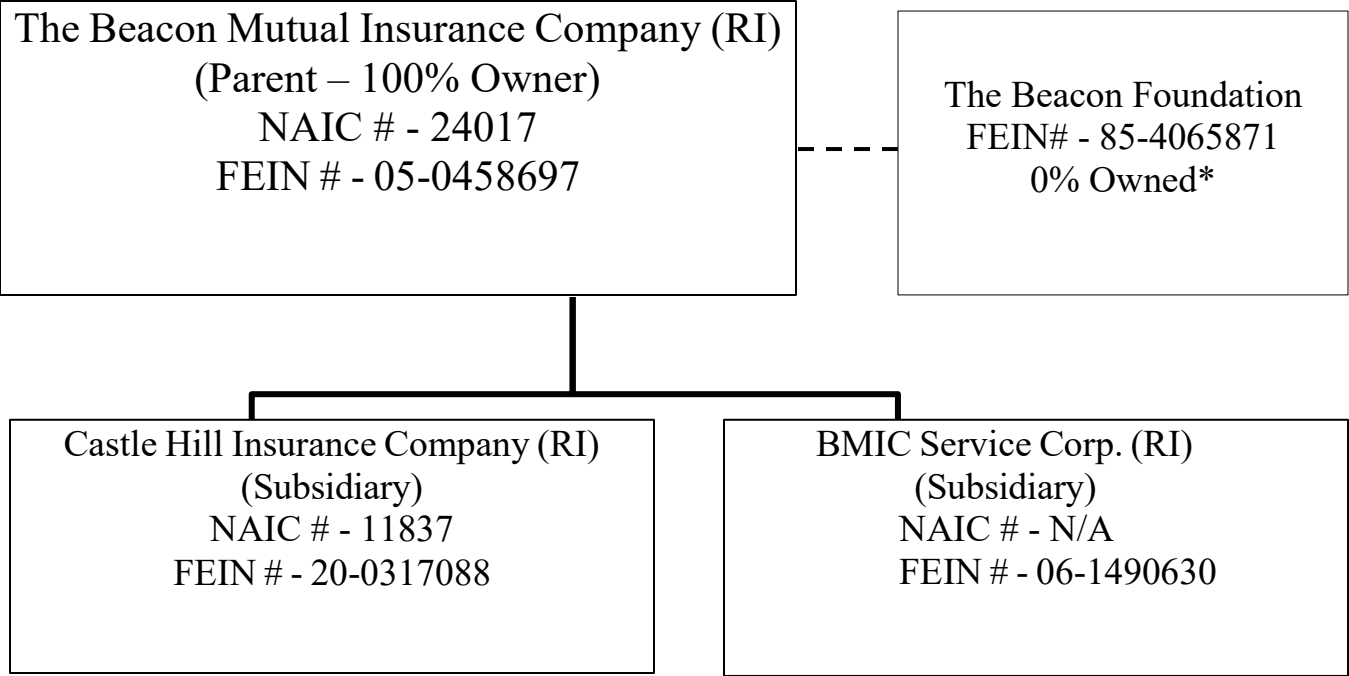 The Beacon Mutual Insurance Company (RI)
(Parent – 100% Owner)
NAIC # - 24017
FEIN # - 05-0458697
The Beacon Foundation
FEIN# - 85-4065871
0% Owned*
Castle Hill Insurance Company (RI)
(Subsidiary)
NAIC # - 11837
FEIN # - 20-0317088
BMIC Service Corp. (RI)
(Subsidiary)
NAIC # - N/A
FEIN # - 06-1490630